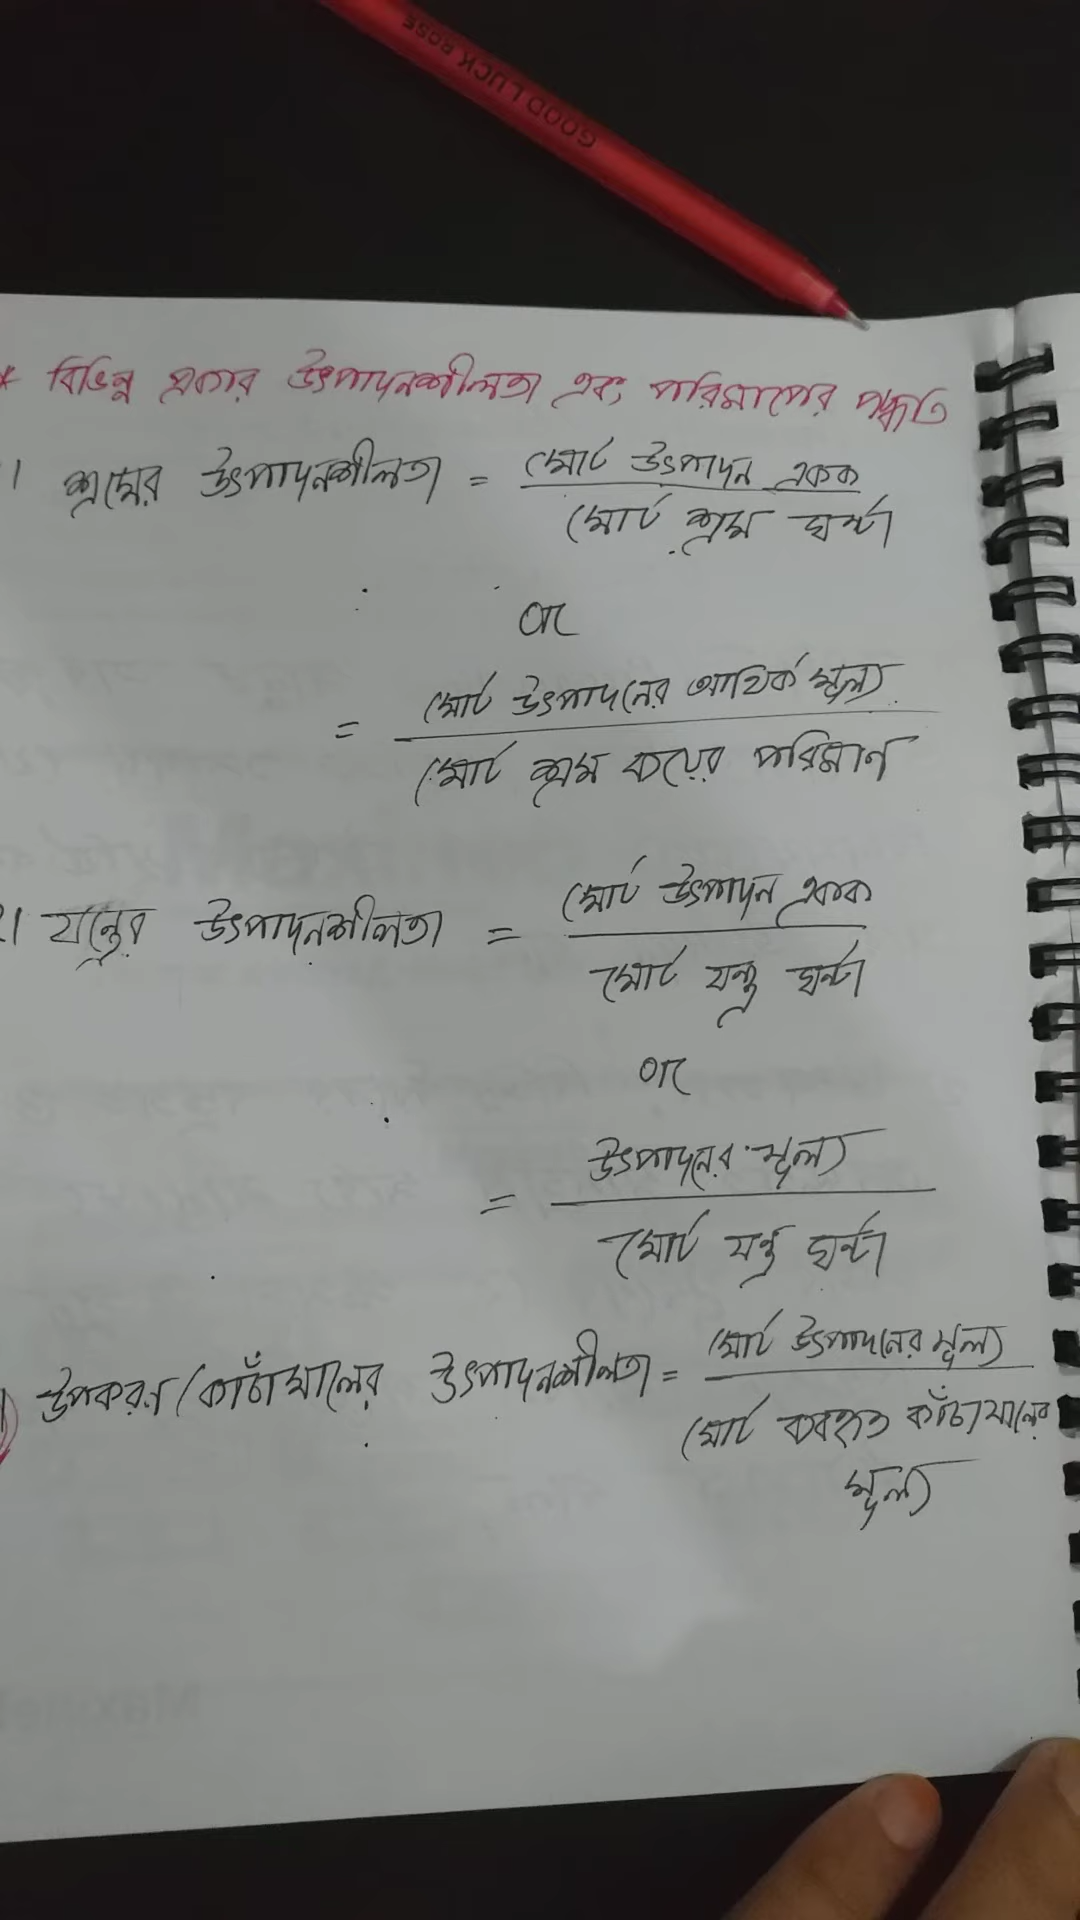 GOOD LUCK ROSE
* বিভিন্ন প্রকার উৎপাদনশীলতা এবং পরিমাপের পদ্ধতি
১। শ্রমের উৎপাদনশীলতা = মোট উৎপাদন একক
মোট শ্রম ঘন্টা
or
= মোট উৎপাদনের আর্থিক মূল্য
মোট শ্রম ব্যয়ের পরিমাণ
২। যন্ত্রের উৎপাদনশীলতা = মোট উৎপাদন একক
মোট যন্ত্র ঘন্টা
or
= উৎপাদনের মূল্য
মোট যন্ত্র ঘন্টা
উপকরণ/কাঁচামালের উৎপাদনশীলতা = মোট উৎপাদনের মূল্য
মোট ব্যবহৃত কাঁচামালের
মূল্য